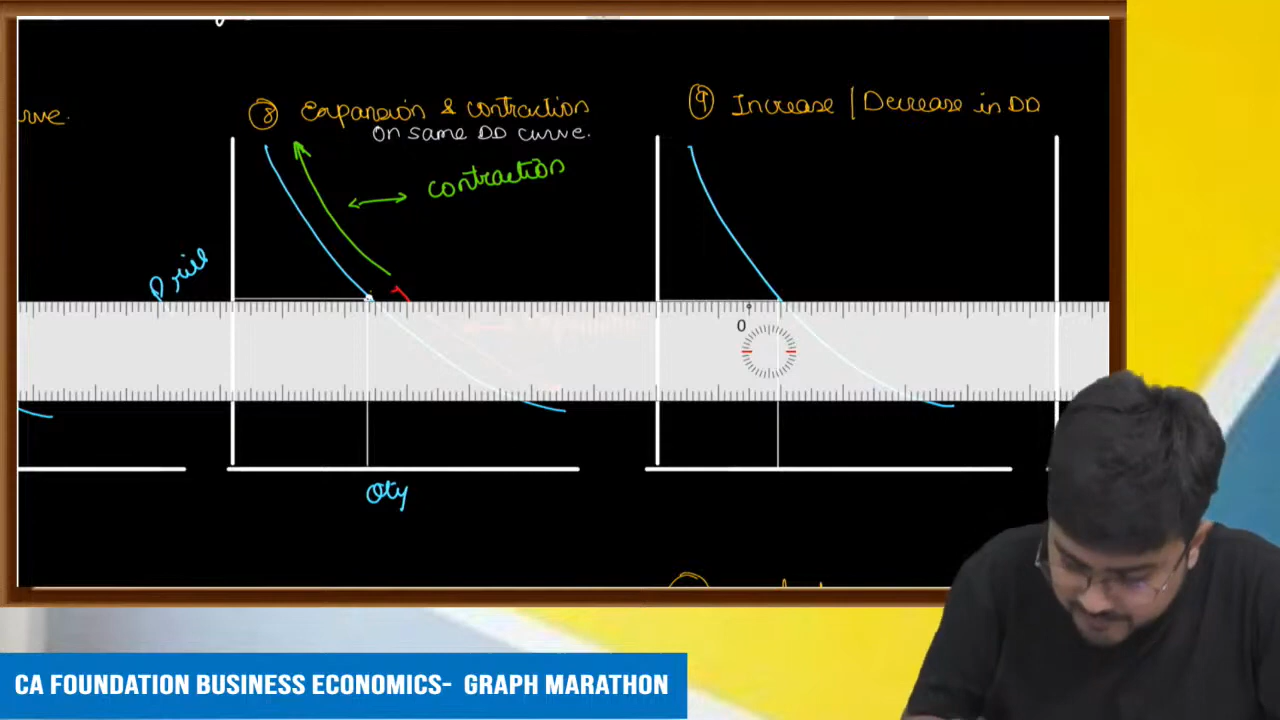 rve.
⑧ Expansion & contraction
on same DD curve.
contraction
Price
Qty
⑨ Increase | Decrease in DD
0
CA FOUNDATION BUSINESS ECONOMICS- GRAPH MARATHON